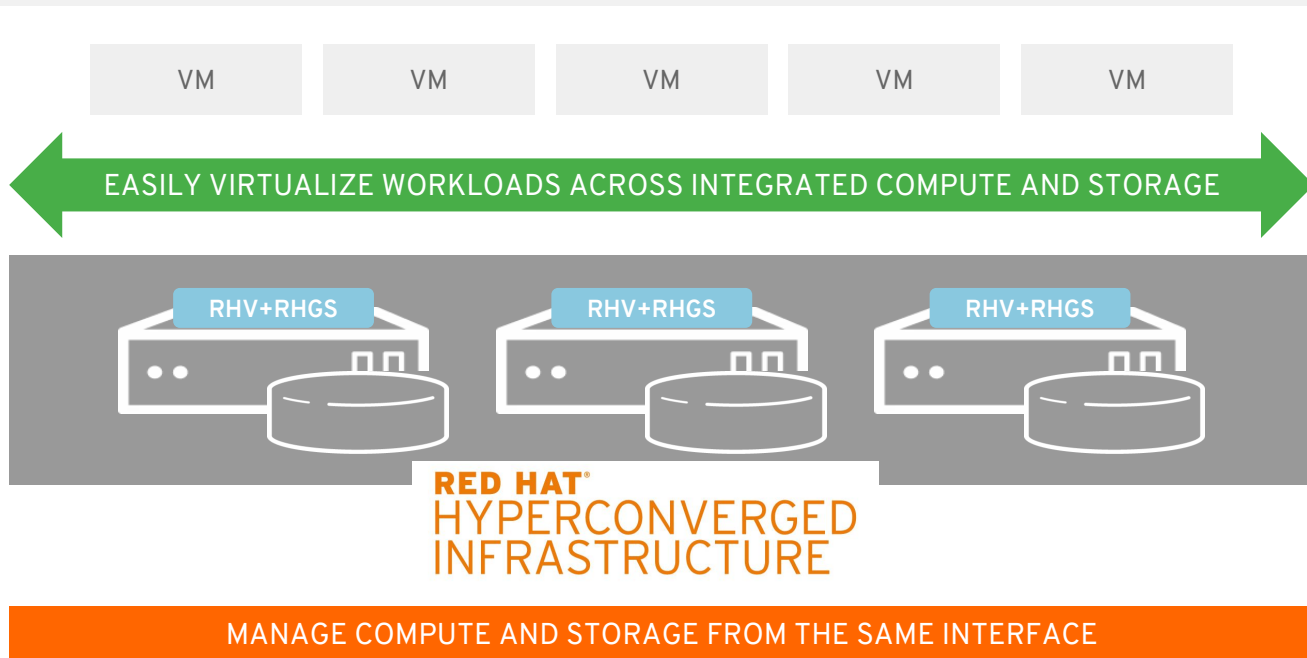 VM VM VM VM VM
EASILY VIRTUALIZE WORKLOADS ACROSS INTEGRATED COMPUTE AND STORAGE
RHV+RHGS RHV+RHGS RHV+RHGS
RED HAT®
HYPERCONVERGED
INFRASTRUCTURE
MANAGE COMPUTE AND STORAGE FROM THE SAME INTERFACE